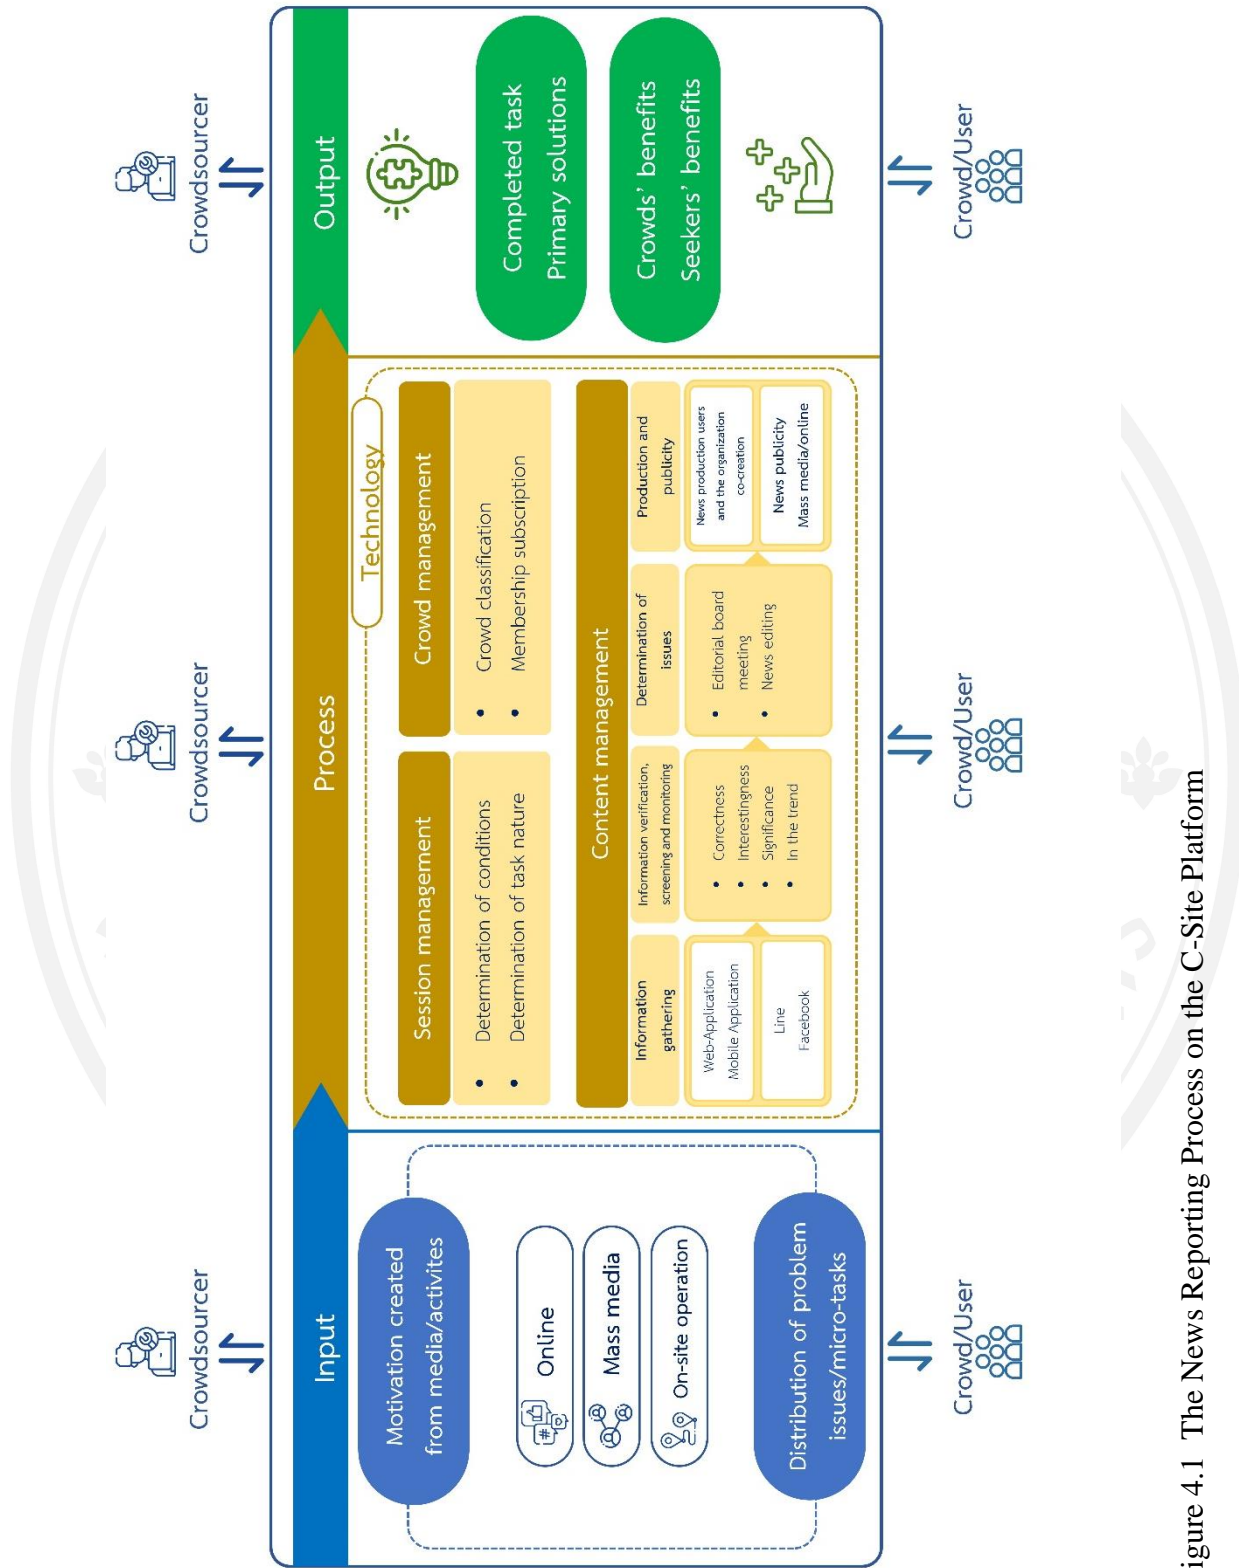 Crowdsourcer
Crowdsourcer
Crowdsourcer
Input
Process
Output
Motivation created
from media/activites
Online
Mass media
On-site operation
Distribution of problem
issues/micro-tasks
Technology
Session management
Determination of conditions
Determination of task nature
Crowd management
Crowd classification
Membership subscription
Content management
Information
gathering
Web-Application
Mobile Application
Line
Facebook
Information verification,
screening and monitoring
Correctness
Interestingness
Significance
In the trend
Determination of
issues
Editorial board
meeting
News editing
Production and
publicity
News production users
and the organization
co-creation
News publicity
Mass media/online
Completed task
Primary solutions
Crowds' benefits
Seekers' benefits
Crowd/User
Crowd/User
Crowd/User
igure 4.1 The News Reporting Process on the C-Site Platform